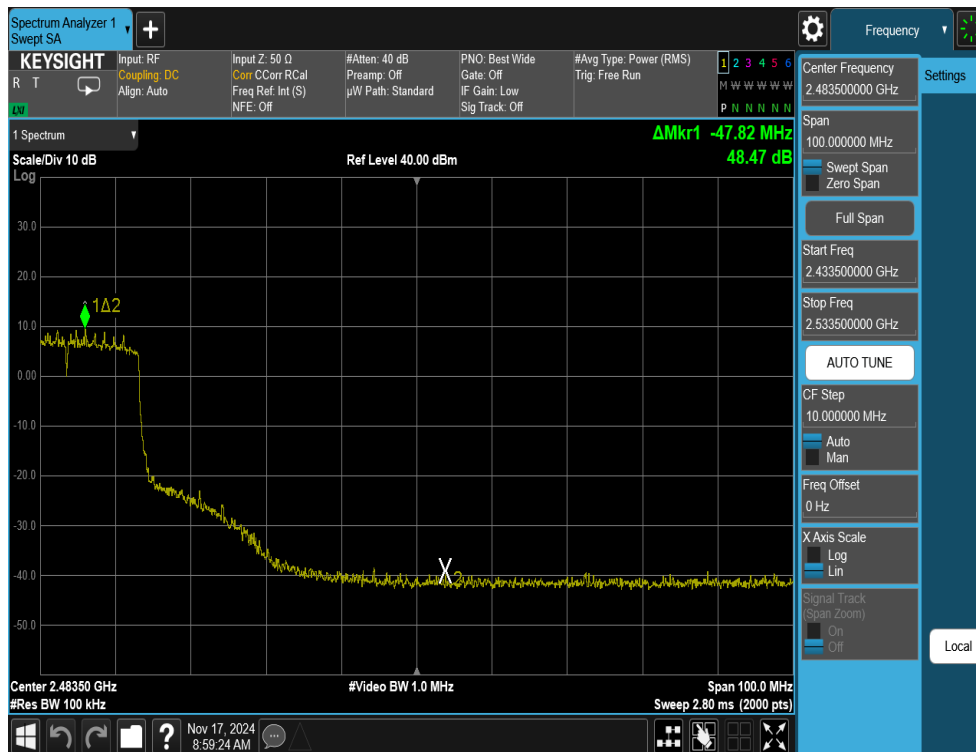 Spectrum Analyzer 1
Swept SA
Frequency
KEYSIGHT
R T
LXI
Input: RF
Coupling: DC
Align: Auto
Input Z: 50 Ω
Corr CCorr RCal
Freq Ref: Int (S)
NFE: Off
#Atten: 40 dB
Preamp: Off
µW Path: Standard
PNO: Best Wide
Gate: Off
IF Gain: Low
Sig Track: Off
#Avg Type: Power (RMS)
Trig: Free Run
1 2 3 4 5 6
M W W W W W
P N N N N N
1 Spectrum
Scale/Div 10 dB
Log
Ref Level 40.00 dBm
ΔMkr1 -47.82 MHz
48.47 dB
30.0
20.0
10.0
0.00
-10.0
-20.0
-30.0
-40.0
-50.0
1Δ2
X2
Center 2.48350 GHz
#Res BW 100 kHz
#Video BW 1.0 MHz
Span 100.0 MHz
Sweep 2.80 ms (2000 pts)
Nov 17, 2024
8:59:24 AM
Center Frequency
2.483500000 GHz
Span
100.000000 MHz
Swept Span
Zero Span
Full Span
Start Freq
2.433500000 GHz
Stop Freq
2.533500000 GHz
AUTO TUNE
CF Step
10.000000 MHz
Auto
Man
Freq Offset
0 Hz
X Axis Scale
Log
Lin
Signal Track
(Span Zoom)
On
Off
Settings
Local